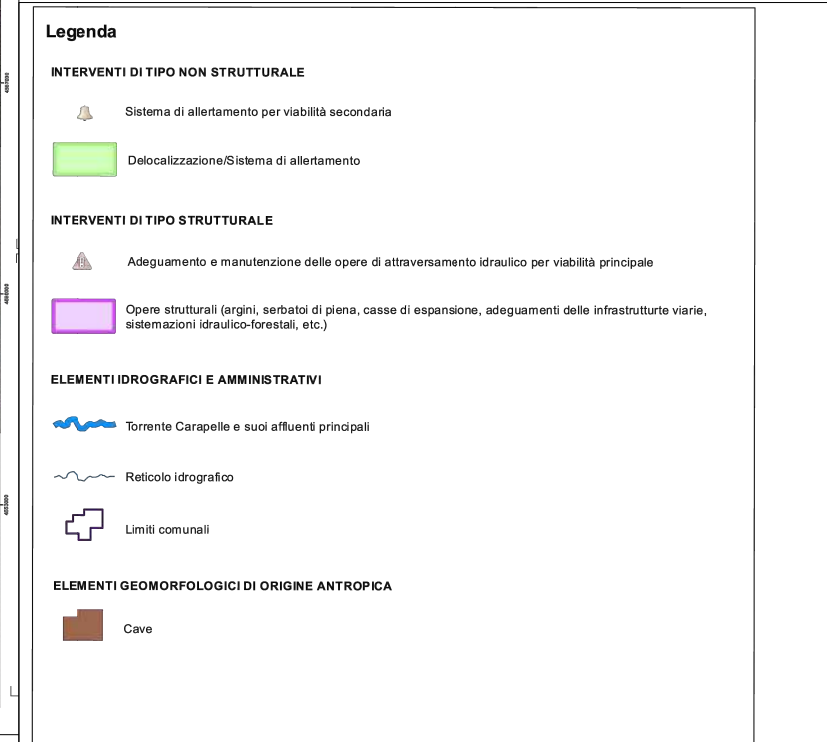 Legenda
INTERVENTI DI TIPO NON STRUTTURALE
Sistema di allertamento per viabilità secondaria
Delocalizzazione/Sistema di allertamento
INTERVENTI DI TIPO STRUTTURALE
Adeguamento e manutenzione delle opere di attraversamento idraulico per viabilità principale
Opere strutturali (argini, serbatoi di piena, casse di espansione, adeguamenti delle infrastrutturte viarie,
sistemazioni idraulico-forestali, etc.)
ELEMENTI IDROGRAFICI E AMMINISTRATIVI
Torrente Carapelle e suoi affluenti principali
Reticolo idrografico
Limiti comunali
ELEMENTI GEOMORFOLOGICI DI ORIGINE ANTROPICA
Cave